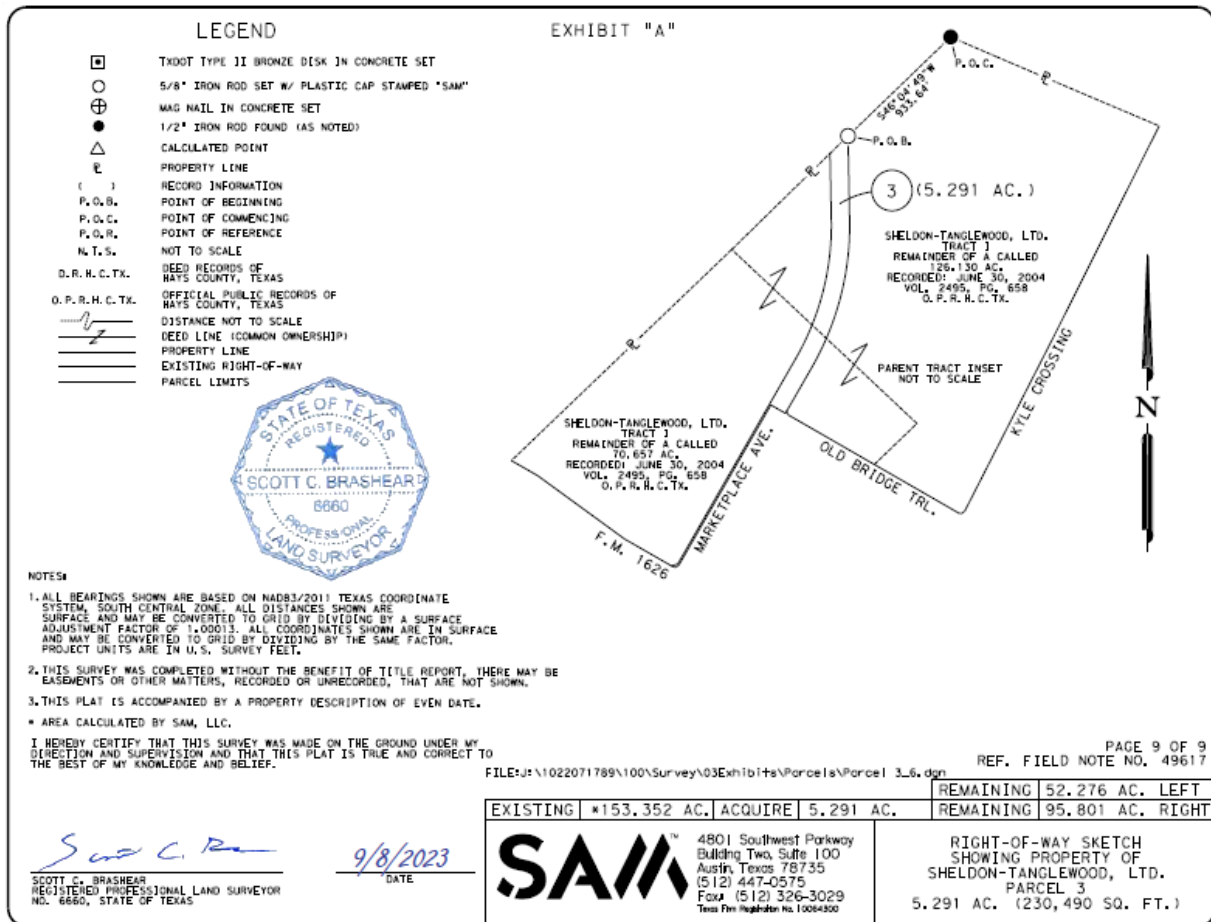 LEGEND
TXDOT TYPE II BRONZE DISK IN CONCRETE SET
5/8" IRON ROD SET W/ PLASTIC CAP STAMPED "SAM"
MAG NAIL IN CONCRETE SET
1/2" IRON ROD FOUND (AS NOTED)
CALCULATED POINT
PROPERTY LINE
( ) RECORD INFORMATION
P.O.B. POINT OF BEGINNING
P.O.C. POINT OF COMMENCING
P.O.R. POINT OF REFERENCE
N.T.S. NOT TO SCALE
D.R.H.C.TX. DEED RECORDS OF
HAYS COUNTY, TEXAS
O.P.R.H.C.TX. OFFICIAL PUBLIC RECORDS OF
HAYS COUNTY, TEXAS
DISTANCE NOT TO SCALE
DEED LINE (COMMON OWNERSHIP)
PROPERTY LINE
EXISTING RIGHT-OF-WAY
PARCEL LIMITS
STATE OF TEXAS
REGISTERED
SCOTT C. BRASHEAR
6660
PROFESSIONAL
LAND SURVEYOR
EXHIBIT "A"
P.O.C.
S46°04'49"W
933.64'
P.O.B.
3 (5.291 AC.)
SHELDON-TANGLEWOOD, LTD.
TRACT 1
REMAINDER OF A CALLED
126.130 AC.
RECORDED: JUNE 30, 2004
VOL. 2495, PG. 658
O.P.R.H.C.TX.
PARENT TRACT INSET
NOT TO SCALE
KYLE CROSSING
N
SHELDON-TANGLEWOOD, LTD.
TRACT 1
REMAINDER OF A CALLED
70.657 AC.
RECORDED: JUNE 30, 2004
VOL. 2495, PG. 658
O.P.R.H.C.TX.
MARKETPLACE AVE.
OLD BRIDGE TRL.
F.M. 1626
NOTES:
1. ALL BEARINGS SHOWN ARE BASED ON NAD83/2011 TEXAS COORDINATE
SYSTEM, SOUTH CENTRAL ZONE. ALL DISTANCES SHOWN ARE
SURFACE AND MAY BE CONVERTED TO GRID BY DIVIDING BY A SURFACE
ADJUSTMENT FACTOR OF 1.00013. ALL COORDINATES SHOWN ARE IN SURFACE
AND MAY BE CONVERTED TO GRID BY DIVIDING BY THE SAME FACTOR.
PROJECT UNITS ARE IN U.S. SURVEY FEET.
2. THIS SURVEY WAS COMPLETED WITHOUT THE BENEFIT OF TITLE REPORT, THERE MAY BE
EASEMENTS OR OTHER MATTERS, RECORDED OR UNRECORDED, THAT ARE NOT SHOWN.
3. THIS PLAT IS ACCOMPANIED BY A PROPERTY DESCRIPTION OF EVEN DATE.
* AREA CALCULATED BY SAM, LLC.
I HEREBY CERTIFY THAT THIS SURVEY WAS MADE ON THE GROUND UNDER MY
DIRECTION AND SUPERVISION AND THAT THIS PLAT IS TRUE AND CORRECT TO
THE BEST OF MY KNOWLEDGE AND BELIEF.
9/8/2023
SCOTT C. BRASHEAR DATE
REGISTERED PROFESSIONAL LAND SURVEYOR
NO. 6660, STATE OF TEXAS
PAGE 9 OF 9
REF. FIELD NOTE NO. 49617
FILE:J:\1022071789\100\Survey\03Exhibits\Parcels\Parcel 3_6.dgn
REMAINING 52.276 AC. LEFT
EXISTING *153.352 AC. ACQUIRE 5.291 AC. REMAINING 95.801 AC. RIGHT
SAM™
4801 Southwest Parkway
Building Two, Suite 100
Austin, Texas 78735
(512) 447-0575
Fax: (512) 326-3029
Texas Firm Registration No. 10064300
RIGHT-OF-WAY SKETCH
SHOWING PROPERTY OF
SHELDON-TANGLEWOOD, LTD.
PARCEL 3
5.291 AC. (230,490 SQ. FT.)